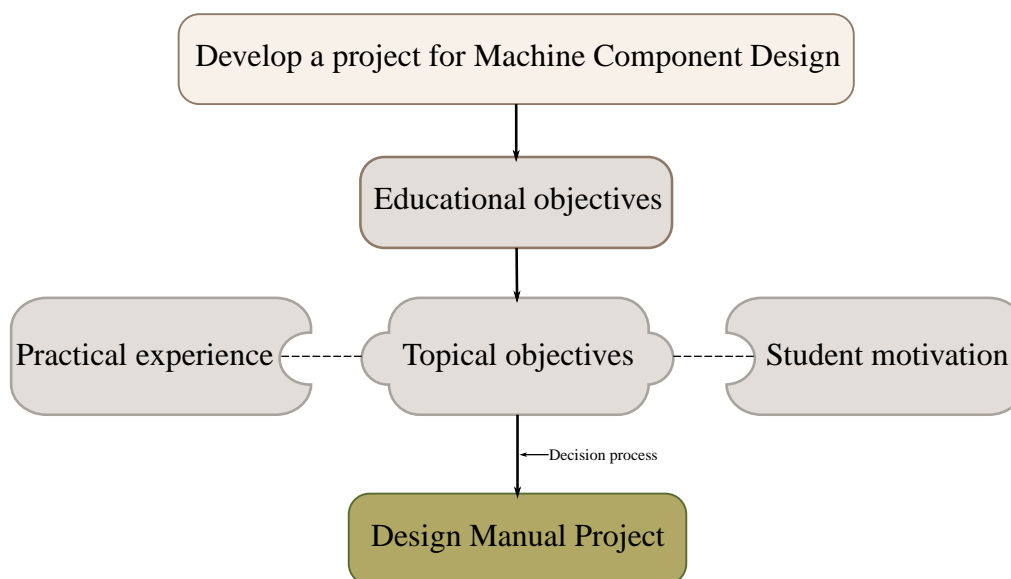 Develop a project for Machine Component Design
Educational objectives
Practical experience
Topical objectives
Student motivation
Decision process
Design Manual Project